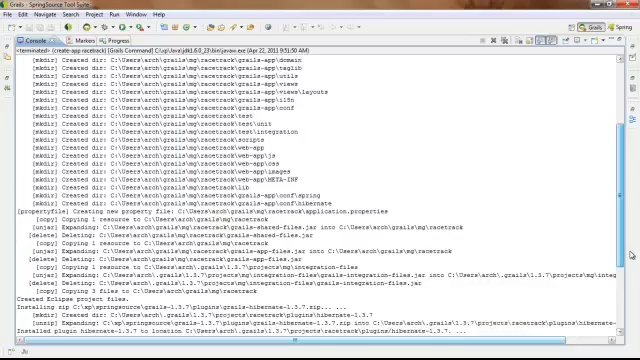 Grails - SpringSource Tool Suite
File Edit Navigate Search Project Run Window Help
Grails Spring
Console Markers Progress
<terminated> (create-app racetrack) [Grails Command] C:\xp\Java\jdk1.6.0_23\bin\javaw.exe (Apr 22, 2011 9:51:50 AM)
[mkdir] Created dir: C:\Users\arch\grails\mg\racetrack\grails-app\domain
[mkdir] Created dir: C:\Users\arch\grails\mg\racetrack\grails-app\taglib
[mkdir] Created dir: C:\Users\arch\grails\mg\racetrack\grails-app\utils
[mkdir] Created dir: C:\Users\arch\grails\mg\racetrack\grails-app\views
[mkdir] Created dir: C:\Users\arch\grails\mg\racetrack\grails-app\views\layouts
[mkdir] Created dir: C:\Users\arch\grails\mg\racetrack\grails-app\i18n
[mkdir] Created dir: C:\Users\arch\grails\mg\racetrack\grails-app\conf
[mkdir] Created dir: C:\Users\arch\grails\mg\racetrack\test
[mkdir] Created dir: C:\Users\arch\grails\mg\racetrack\test\unit
[mkdir] Created dir: C:\Users\arch\grails\mg\racetrack\test\integration
[mkdir] Created dir: C:\Users\arch\grails\mg\racetrack\scripts
[mkdir] Created dir: C:\Users\arch\grails\mg\racetrack\web-app
[mkdir] Created dir: C:\Users\arch\grails\mg\racetrack\web-app\js
[mkdir] Created dir: C:\Users\arch\grails\mg\racetrack\web-app\css
[mkdir] Created dir: C:\Users\arch\grails\mg\racetrack\web-app\images
[mkdir] Created dir: C:\Users\arch\grails\mg\racetrack\web-app\META-INF
[mkdir] Created dir: C:\Users\arch\grails\mg\racetrack\lib
[mkdir] Created dir: C:\Users\arch\grails\mg\racetrack\grails-app\conf\spring
[mkdir] Created dir: C:\Users\arch\grails\mg\racetrack\grails-app\conf\hibernate
[propertyfile] Creating new property file: C:\Users\arch\grails\mg\racetrack\application.properties
[copy] Copying 1 resource to C:\Users\arch\grails\mg\racetrack
[unjar] Expanding: C:\Users\arch\grails\mg\racetrack\grails-shared-files.jar into C:\Users\arch\grails\mg\racetrack
[delete] Deleting: C:\Users\arch\grails\mg\racetrack\grails-shared-files.jar
[copy] Copying 1 resource to C:\Users\arch\grails\mg\racetrack
[unjar] Expanding: C:\Users\arch\grails\mg\racetrack\grails-app-files.jar into C:\Users\arch\grails\mg\racetrack
[delete] Deleting: C:\Users\arch\grails\mg\racetrack\grails-app-files.jar
[copy] Copying 1 resource to C:\Users\arch\.grails\1.3.7\projects\mg\integration-files
[unjar] Expanding: C:\Users\arch\.grails\1.3.7\projects\mg\integration-files\grails-integration-files.jar into C:\Users\arch\.grails\1.3.7\projects\mg\integ
[delete] Deleting: C:\Users\arch\.grails\1.3.7\projects\mg\integration-files\grails-integration-files.jar
[copy] Copying 3 files to C:\Users\arch\grails\mg\racetrack
Created Eclipse project files.
Installing zip C:\xp\springsource\grails-1.3.7\plugins\grails-hibernate-1.3.7.zip... ...
[mkdir] Created dir: C:\Users\arch\.grails\1.3.7\projects\racetrack\plugins\hibernate-1.3.7
[unzip] Expanding: C:\xp\springsource\grails-1.3.7\plugins\grails-hibernate-1.3.7.zip into C:\Users\arch\.grails\1.3.7\projects\racetrack\plugins\hibernate-
Installed plugin hibernate-1.3.7 to location C:\Users\arch\.grails\1.3.7\projects\racetrack\plugins\hibernate-1.3.7. ...